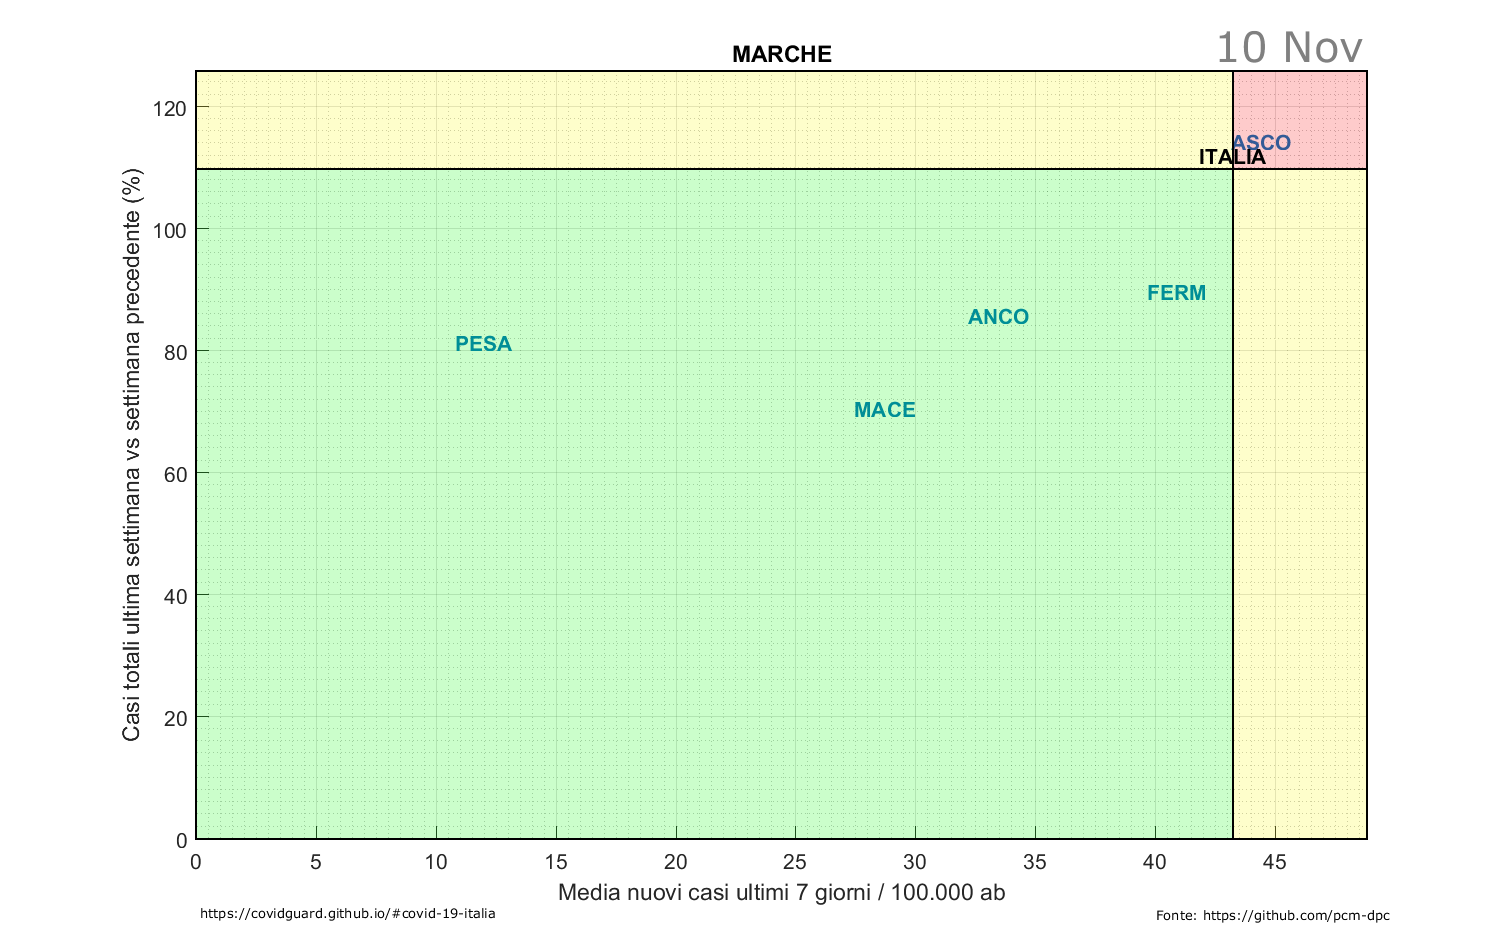 10 Nov
MARCHE
Casi totali ultima settimana vs settimana precedente (%)
120
100
80
60
40
20
0
ASCO
ITALIA
FERM
ANCO
PESA
MACE
0 5 10 15 20 25 30 35 40 45
Media nuovi casi ultimi 7 giorni / 100.000 ab
https://covidguard.github.io/#covid-19-italia
Fonte: https://github.com/pcm-dpc